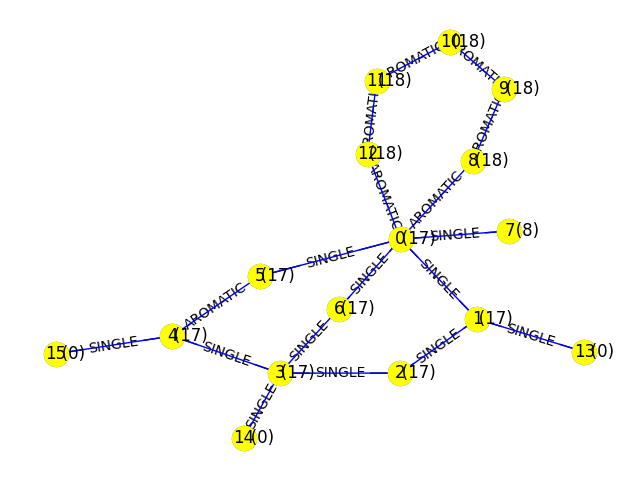 10(18)
AROMATIC
AROMATIC
11(18)
9(18)
AROMATIC
AROMATIC
12(18)
8(18)
AROMATIC
AROMATIC
7(8)
SINGLE
0(17)
SINGLE
5(17)
SINGLE
SINGLE
AROMATIC
6(17)
1(17)
4(17)
SINGLE
SINGLE
SINGLE
15(0)
SINGLE
SINGLE
SINGLE
13(0)
3(17)
SINGLE
2(17)
SINGLE
14(0)